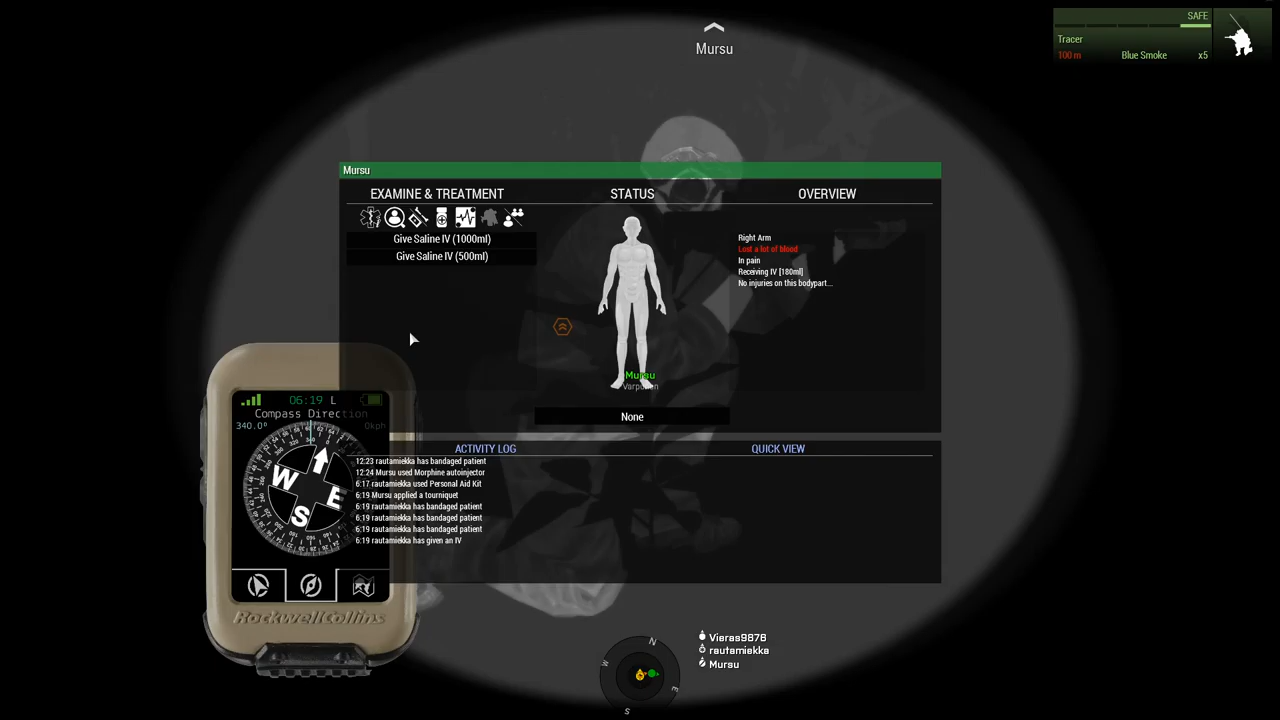 Mursu
SAFE
Tracer
100 m
Blue Smoke
x5
Mursu
EXAMINE & TREATMENT
STATUS
OVERVIEW
Give Saline IV (1000ml)
Give Saline IV (500ml)
Right Arm
Lost a lot of blood
In pain
Receiving IV [180ml]
No injuries on this bodypart...
Mursu
None
ACTIVITY LOG
QUICK VIEW
12:23 rautamiekka has bandaged patient
12:24 Mursu used Morphine autoinjector
6:17 rautamiekka used Personal Aid Kit
6:19 Mursu applied a tourniquet
6:19 rautamiekka has bandaged patient
6:19 rautamiekka has bandaged patient
6:19 rautamiekka has bandaged patient
6:19 rautamiekka has given an IV
06:19 L
Compass Direction
340.0º
0kph
W
E
S
RockwellCollins
Vieras9876
rautamiekka
Mursu
N
W
E
S